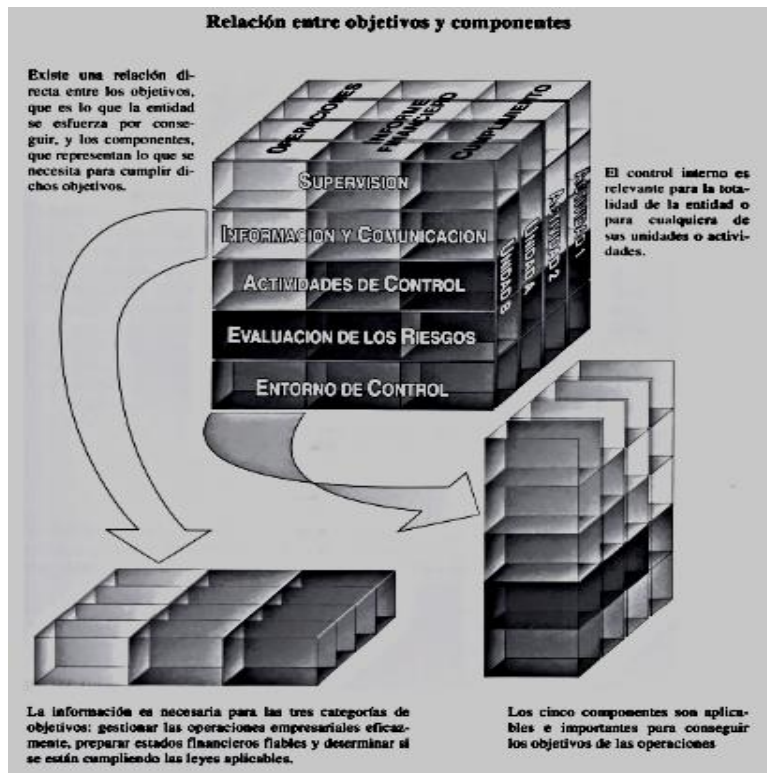 Relación entre objetivos y componentes
Existe una relación di-
recta entre los objetivos,
que es lo que la entidad
se esfuerza por conse-
guir, y los componentes,
que representan lo que se
necesita para cumplir di-
chos objetivos.
OPERACIONES
INFORME
FINANCIERO
CUMPLIMIENTO
SUPERVISION
INFORMACION Y COMUNICACION
ACTIVIDADES DE CONTROL
EVALUACION DE LOS RIESGOS
ENTORNO DE CONTROL
UNIDAD B
UNIDAD A
ACTIVIDAD 2
ACTIVIDAD 1
El control interno es
relevante para la tota-
lidad de la entidad o
para cualquiera de
sus unidades o activi-
dades.
La información es necesaria para las tres categorías de
objetivos: gestionar las operaciones empresariales eficaz-
mente, preparar estados financieros fiables y determinar si
se están cumpliendo las leyes aplicables.
Los cinco componentes son aplica-
bles e importantes para conseguir
los objetivos de las operaciones